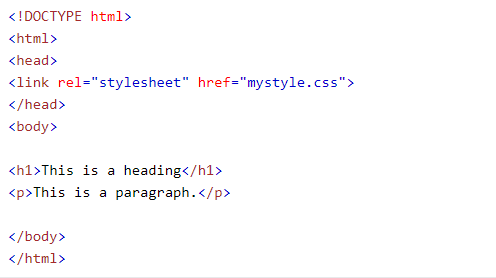 <!DOCTYPE html>
<html>
<head>
<link rel="stylesheet" href="mystyle.css">
</head>
<body>
<h1>This is a heading</h1>
<p>This is a paragraph.</p>
</body>
</html>